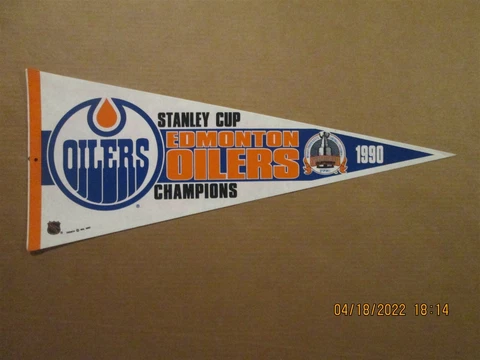 OILERS
STANLEY CUP
EDMONTON
OILERS
CHAMPIONS
1990
04/18/2022 18:14